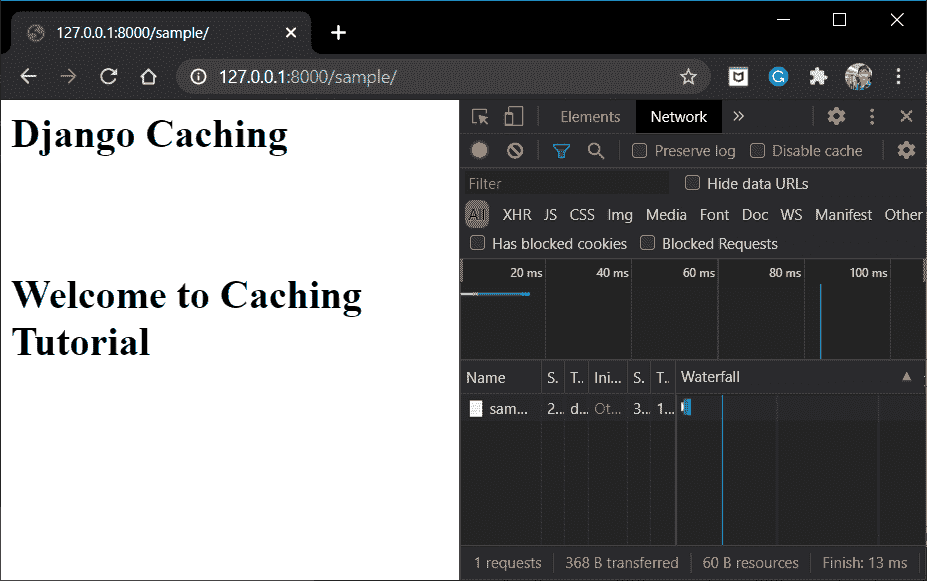 127.0.0.1:8000/sample/
127.0.0.1:8000/sample/
Django Caching
Welcome to Caching
Tutorial
Elements Network
Preserve log Disable cache
Filter Hide data URLs
All XHR JS CSS Img Media Font Doc WS Manifest Other
Has blocked cookies Blocked Requests
20 ms 40 ms 60 ms 80 ms 100 ms
Name S. T.. Ini... S. T.. Waterfall
sam... 2... d... Ot... 3... 1...
1 requests 368 B transferred 60 B resources Finish: 13 ms